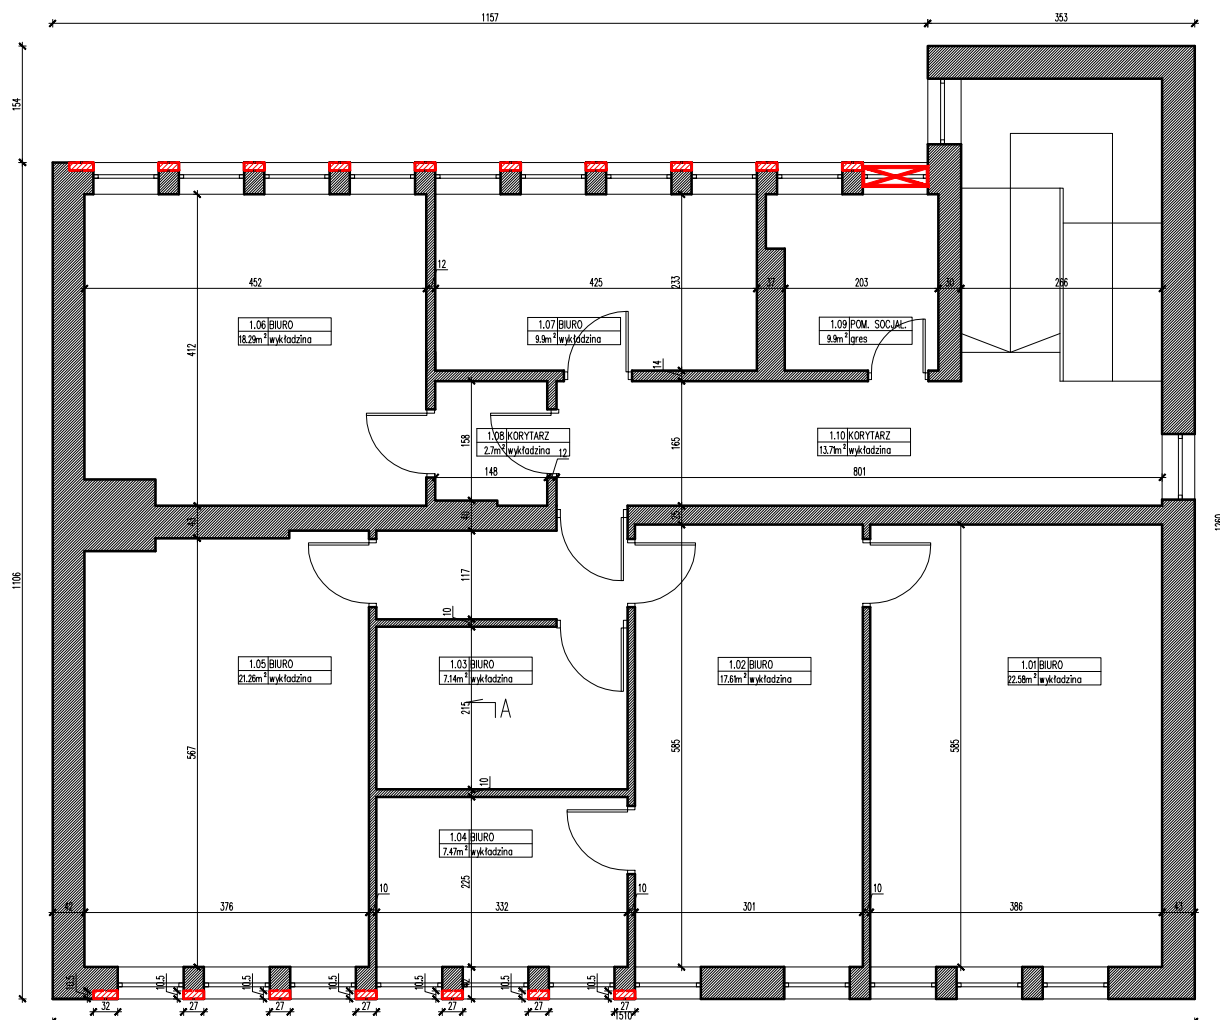 1157
353
154
12
452
425
233
37
203
30
266
1.06 BIURO
18.29m² wykładzina
1.07 BIURO
9.9m² wykładzina
1.09 POM. SOCJAL.
9.9m² gres
412
14
1.08 KORYTARZ
2.7m² wykładzina
1.10 KORYTARZ
13.71m² wykładzina
158
12
165
148
801
43
40
25
1260
1106
117
10
1.05 BIURO
21.26m² wykładzina
1.03 BIURO
7.14m² wykładzina
1.02 BIURO
17.61m² wykładzina
1.01 BIURO
22.58m² wykładzina
215
A
567
585
585
10
1.04 BIURO
7.47m² wykładzina
225
10
10
10
42
376
332
301
386
43
16.5
10.5
10.5
10.5
10.5
42
10.5
10.5
32
27
27
27
27
27
27
1510